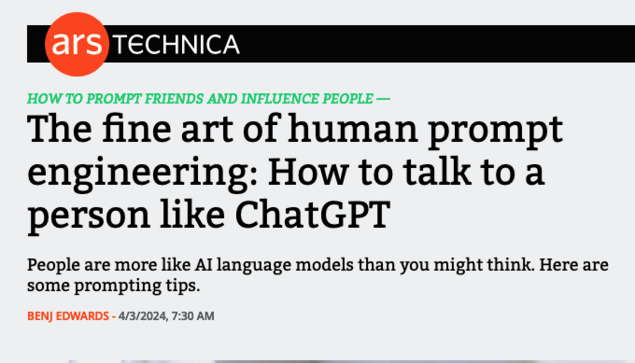 ars TECHNICA
HOW TO PROMPT FRIENDS AND INFLUENCE PEOPLE —
The fine art of human prompt
engineering: How to talk to a
person like ChatGPT
People are more like AI language models than you might think. Here are
some prompting tips.
BENJ EDWARDS - 4/3/2024, 7:30 AM